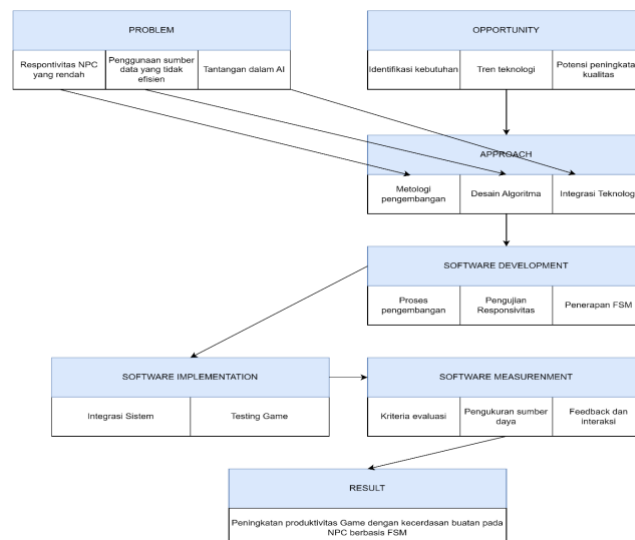 PROBLEM
Respontivitas NPC
yang rendah
Penggunaan sumber
data yang tidak
efisien
Tantangan dalam AI
OPPORTUNITY
Identifikasi kebutuhan
Tren teknologi
Potensi peningkata
kualitas
APPROACH
Metologi
pengembangan
Desain Algoritma
Integrasi Teknolog
SOFTWARE DEVELOPMENT
Proses
pengembangan
Pengujian
Responsivitas
Penerapan FSM
SOFTWARE IMPLEMENTATION
Integrasi Sistem
Testing Game
SOFTWARE MEASURENMENT
Kriteria evaluasi
Pengukuran sumber
daya
Feedback dan
interaksi
RESULT
Peningkatan produktivitas Game dengan kecerdasan buatan pada
NPC berbasis FSM